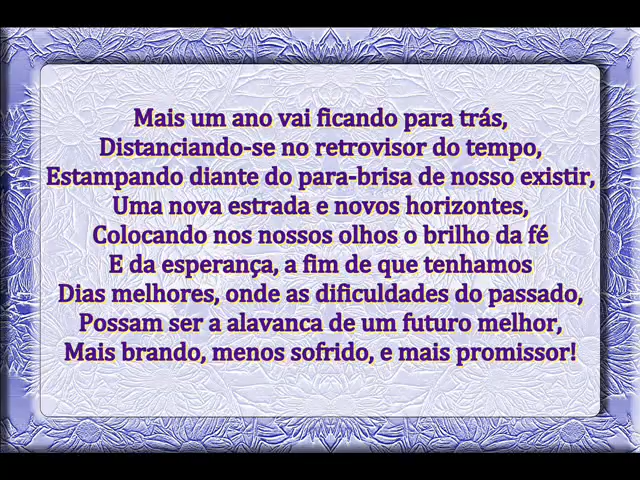 Mais um ano vai ficando para trás,
Distanciando-se no retrovisor do tempo,
Estampando diante do para-brisa de nosso existir,
Uma nova estrada e novos horizontes,
Colocando nos nossos olhos o brilho da fé
E da esperança, a fim de que tenhamos
Dias melhores, onde as dificuldades do passado,
Possam ser a alavanca de um futuro melhor,
Mais brando, menos sofrido, e mais promissor!